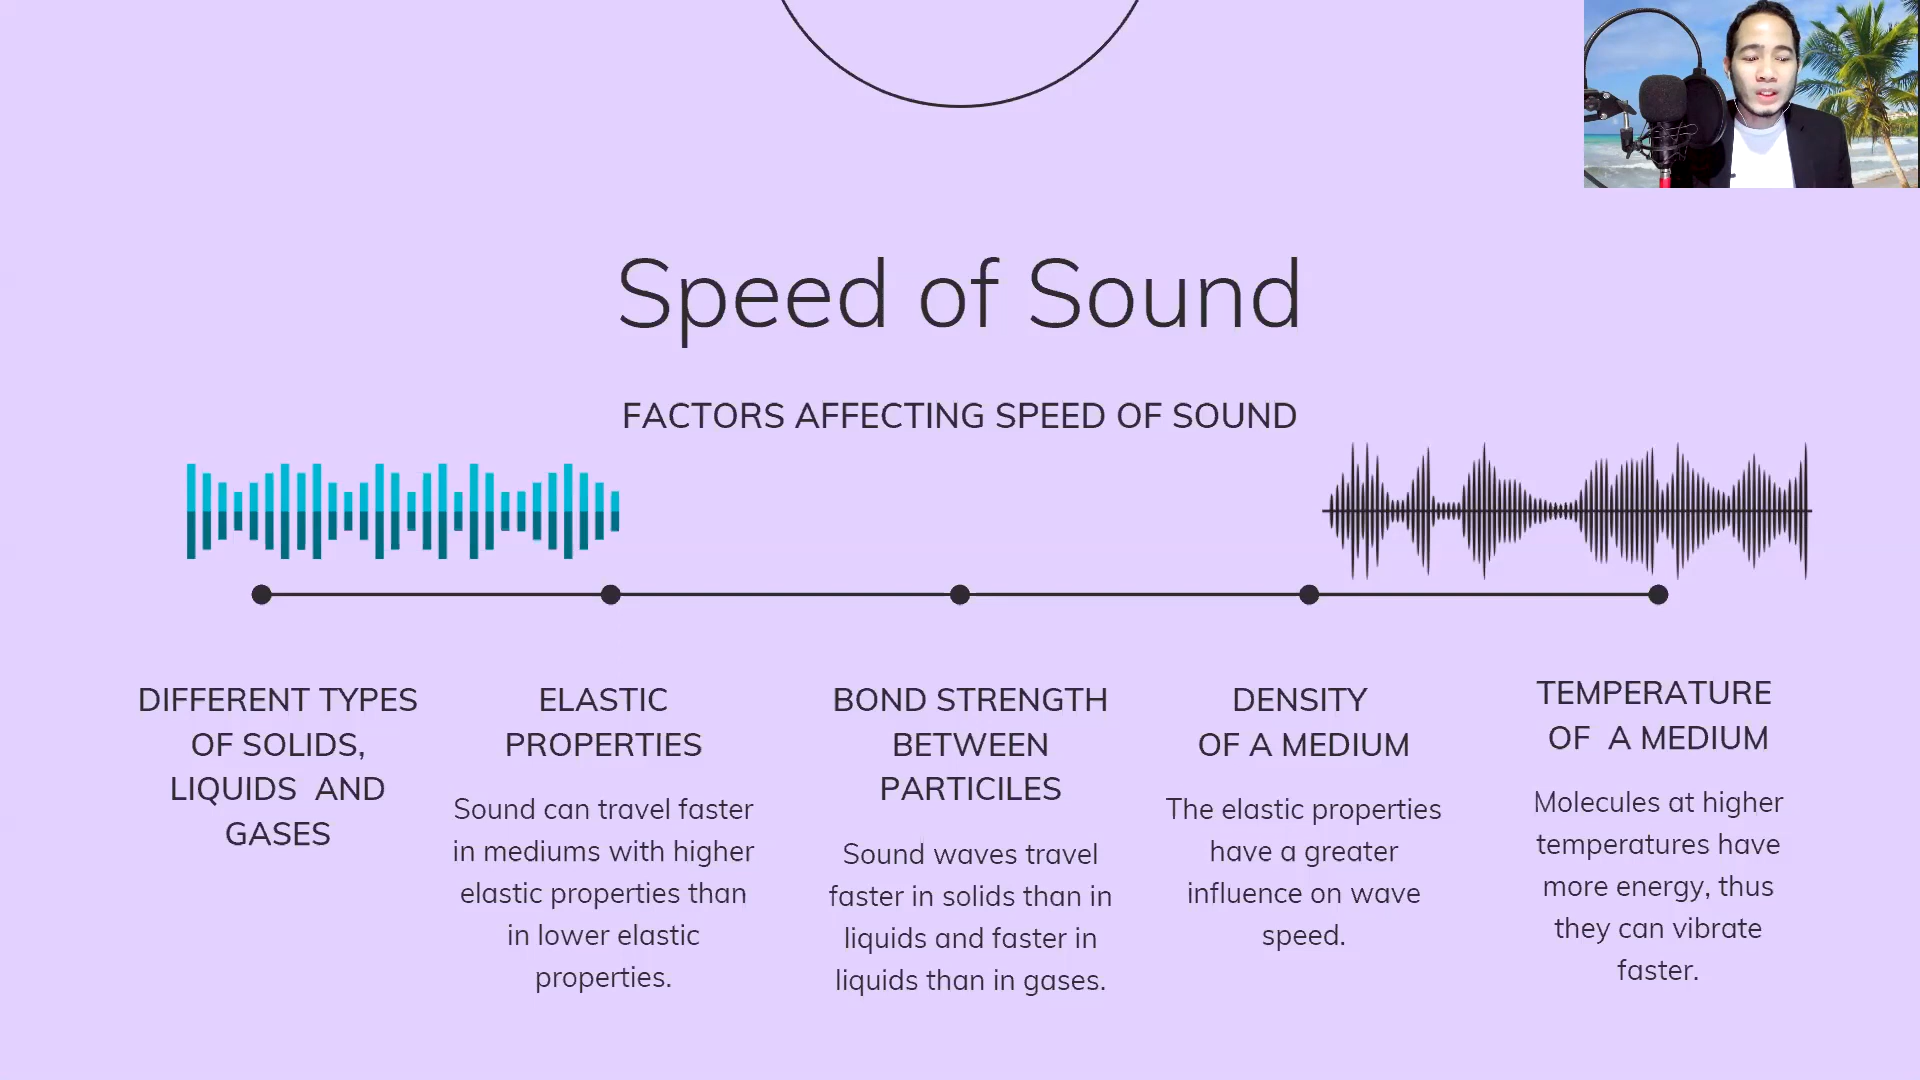 Speed of Sound
FACTORS AFFECTING SPEED OF SOUND
DIFFERENT TYPES
OF SOLIDS,
LIQUIDS  AND
GASES
ELASTIC
PROPERTIES
Sound can travel faster
in mediums with higher
elastic properties than
in lower elastic
properties.
BOND STRENGTH
BETWEEN
PARTICILES
Sound waves travel
faster in solids than in
liquids and faster in
liquids than in gases.
DENSITY
OF A MEDIUM
The elastic properties
have a greater
influence on wave
speed.
TEMPERATURE
OF  A MEDIUM
Molecules at higher
temperatures have
more energy, thus
they can vibrate
faster.